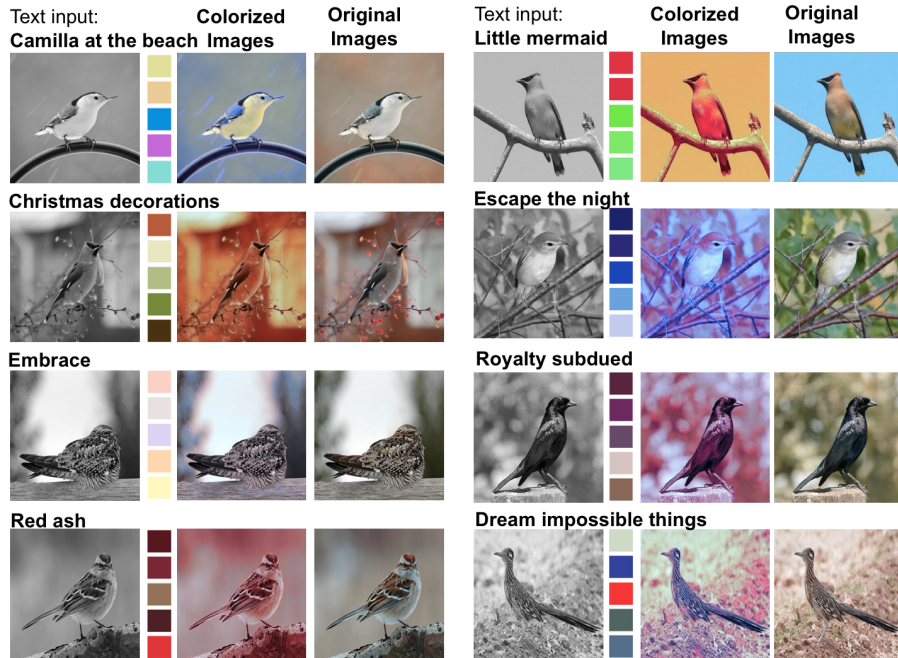 Text input:
Camilla at the beach
Colorized
Images
Original
Images
Christmas decorations
Embrace
Red ash
Text input:
Little mermaid
Colorized
Images
Original
Images
Escape the night
Royalty subdued
Dream impossible things